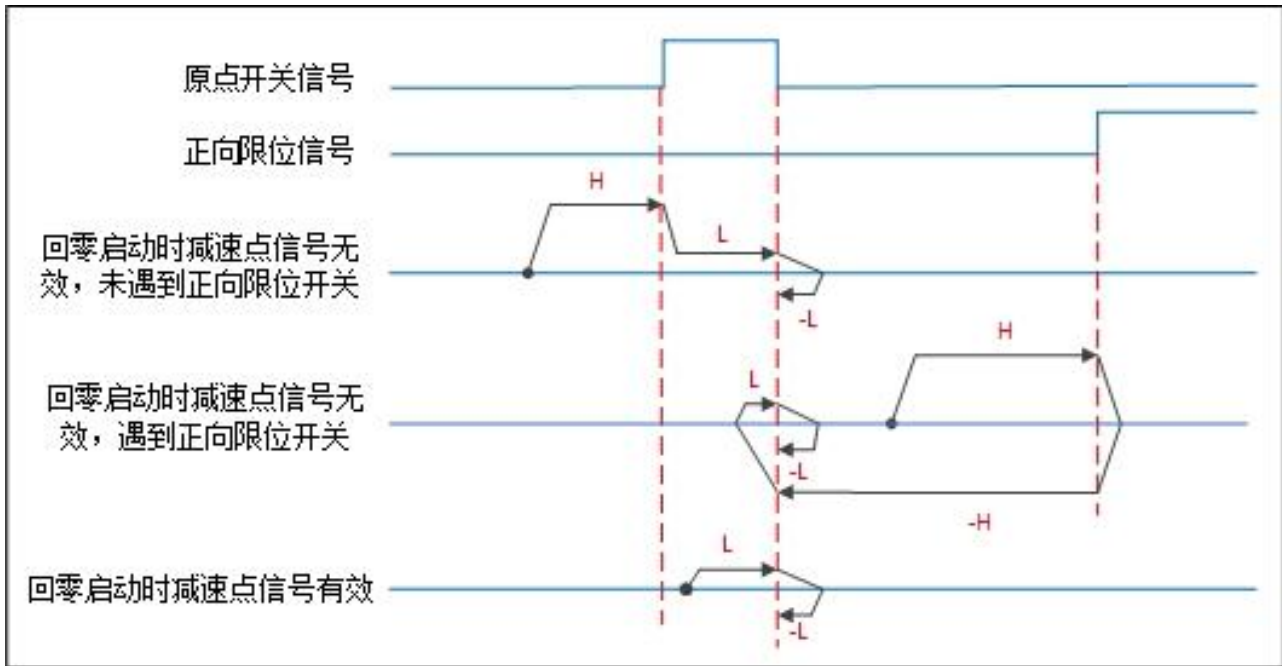 原点开关信号
正向限位信号
H
L
回零启动时减速点信号无
效，未遇到正向限位开关
-L
H
L
回零启动时减速点信号无
效，遇到正向限位开关
-L
-H
L
回零启动时减速点信号有效
-L